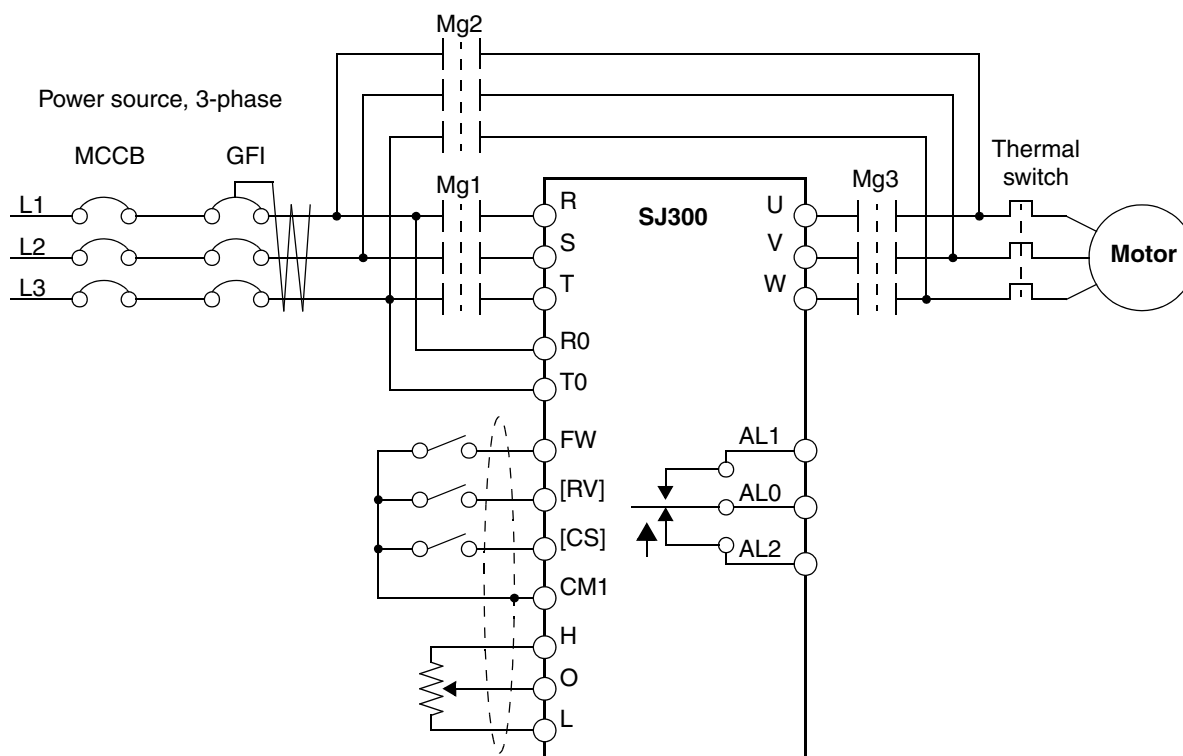 Mg2
Power source, 3-phase
MCCB
GFI
Mg1
Mg3
Thermal
switch
L1
R
SJ300
U
L2
S
V
Motor
L3
T
W
R0
T0
FW
AL1
[RV]
AL0
[CS]
AL2
CM1
H
O
L